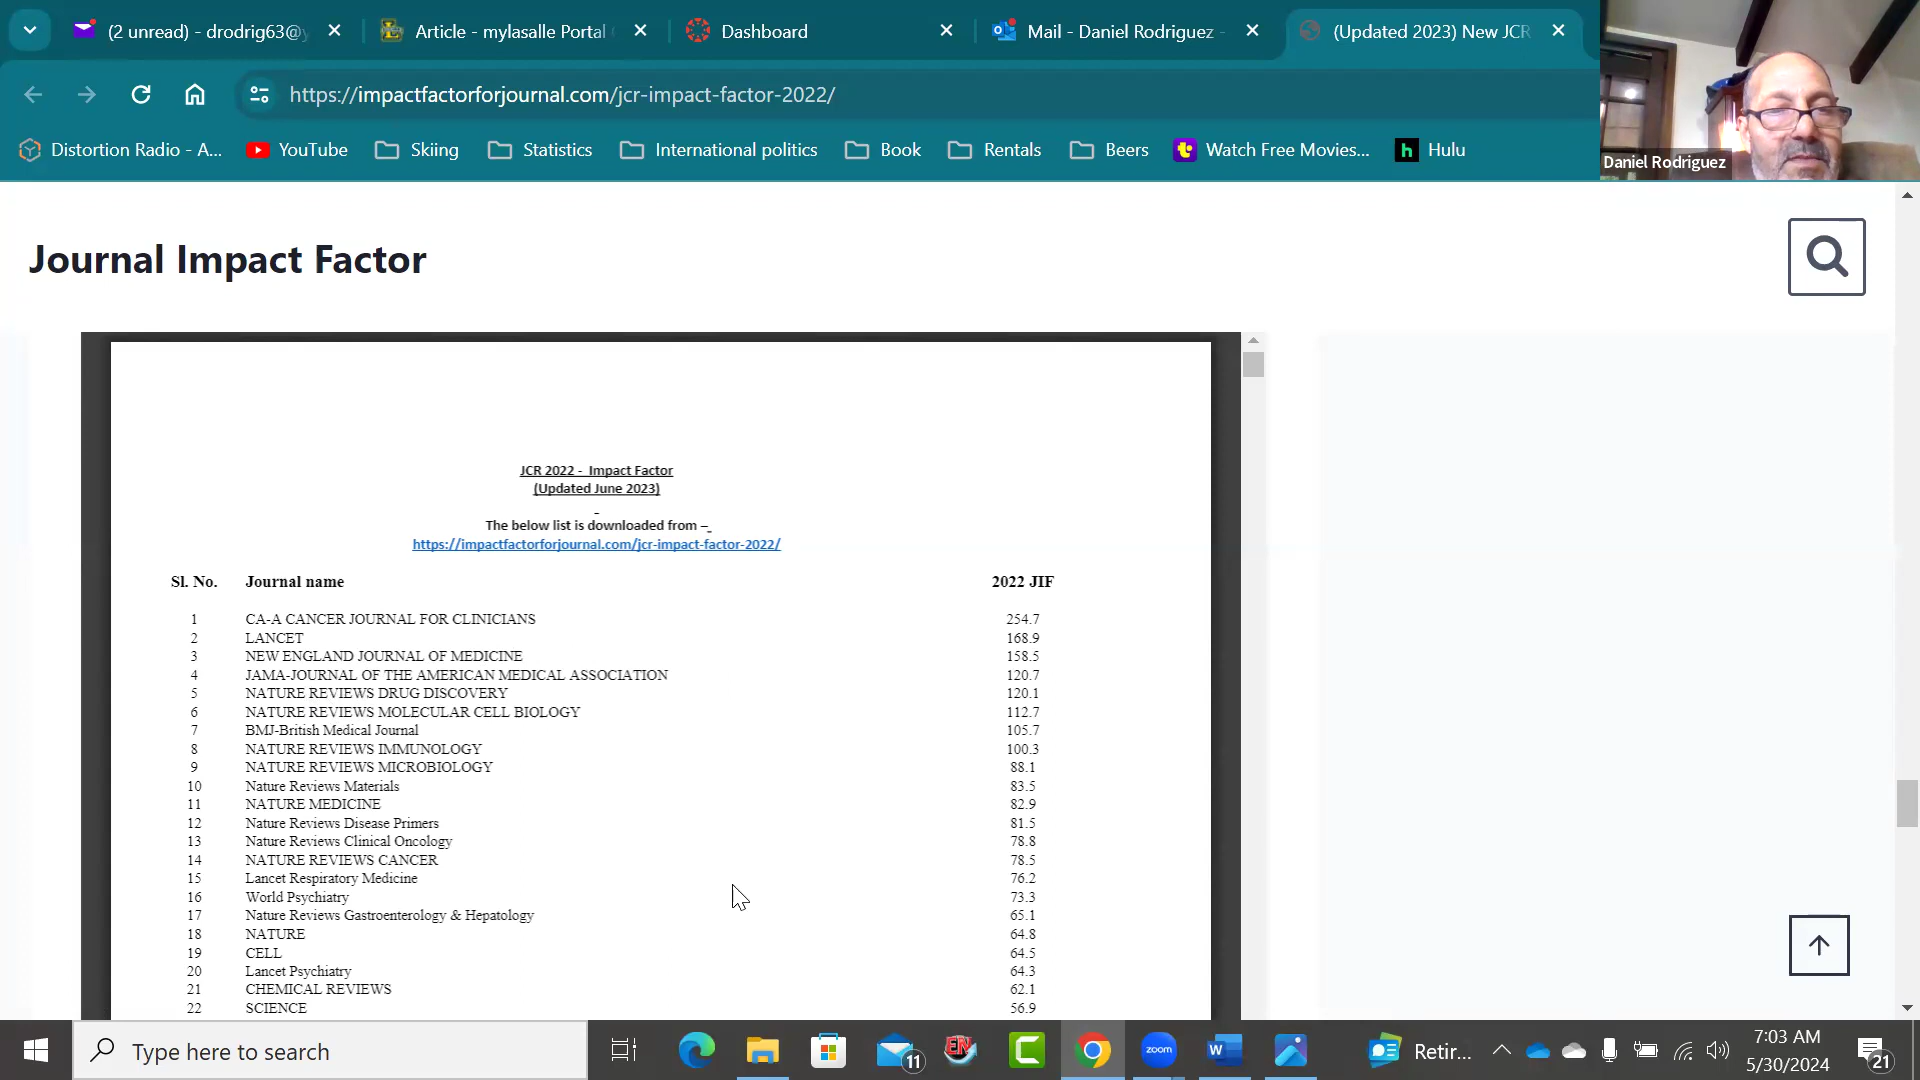 (2 unread) - drodrig63@y
Article - mylasalle Portal
Dashboard
Mail - Daniel Rodriguez -
(Updated 2023) New JCR
https://impactfactorforjournal.com/jcr-impact-factor-2022/
Distortion Radio - A...
YouTube
Skiing
Statistics
International politics
Book
Rentals
Beers
Watch Free Movies...
h Hulu
Daniel Rodriguez
Journal Impact Factor
JCR 2022 - Impact Factor
(Updated June 2023)
The below list is downloaded from –
https://impactfactorforjournal.com/jcr-impact-factor-2022/
Sl. No. Journal name 2022 JIF
1 CA-A CANCER JOURNAL FOR CLINICIANS 254.7
2 LANCET 168.9
3 NEW ENGLAND JOURNAL OF MEDICINE 158.5
4 JAMA-JOURNAL OF THE AMERICAN MEDICAL ASSOCIATION 120.7
5 NATURE REVIEWS DRUG DISCOVERY 120.1
6 NATURE REVIEWS MOLECULAR CELL BIOLOGY 112.7
7 BMJ-British Medical Journal 105.7
8 NATURE REVIEWS IMMUNOLOGY 100.3
9 NATURE REVIEWS MICROBIOLOGY 88.1
10 Nature Reviews Materials 83.5
11 NATURE MEDICINE 82.9
12 Nature Reviews Disease Primers 81.5
13 Nature Reviews Clinical Oncology 78.8
14 NATURE REVIEWS CANCER 78.5
15 Lancet Respiratory Medicine 76.2
16 World Psychiatry 73.3
17 Nature Reviews Gastroenterology & Hepatology 65.1
18 NATURE 64.8
19 CELL 64.5
20 Lancet Psychiatry 64.3
21 CHEMICAL REVIEWS 62.1
22 SCIENCE 56.9
Type here to search
11
EN
zoom
W
Retir...
7:03 AM
5/30/2024
21